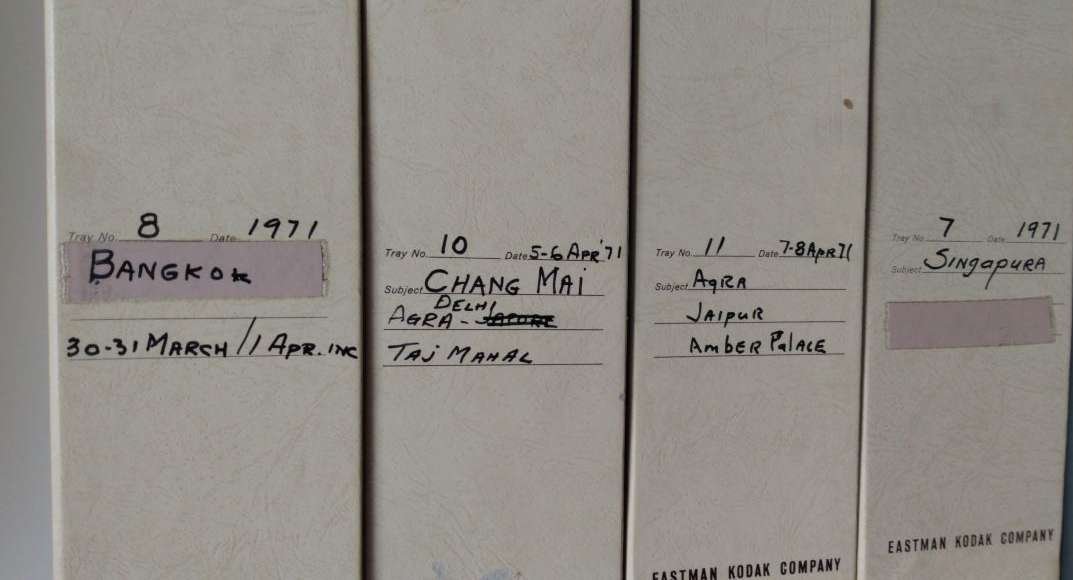 Tray No. 8 Date 1971
BANGKOK
30-31 MARCH // 1 APR. INC
Tray No. 10 Date 5-6 APR '71
Subject CHANG MAI
DELHI
AGRA -
TAJ MAHAL
Tray No. 11 Date 7-8 APR 71
Subject AgRA
JAIPUR
AMBER PALACE
EASTMAN KODAK COMPANY
Tray No. 7 Date 1971
Subject SINgAPURA
EASTMAN KODAK COMPANY